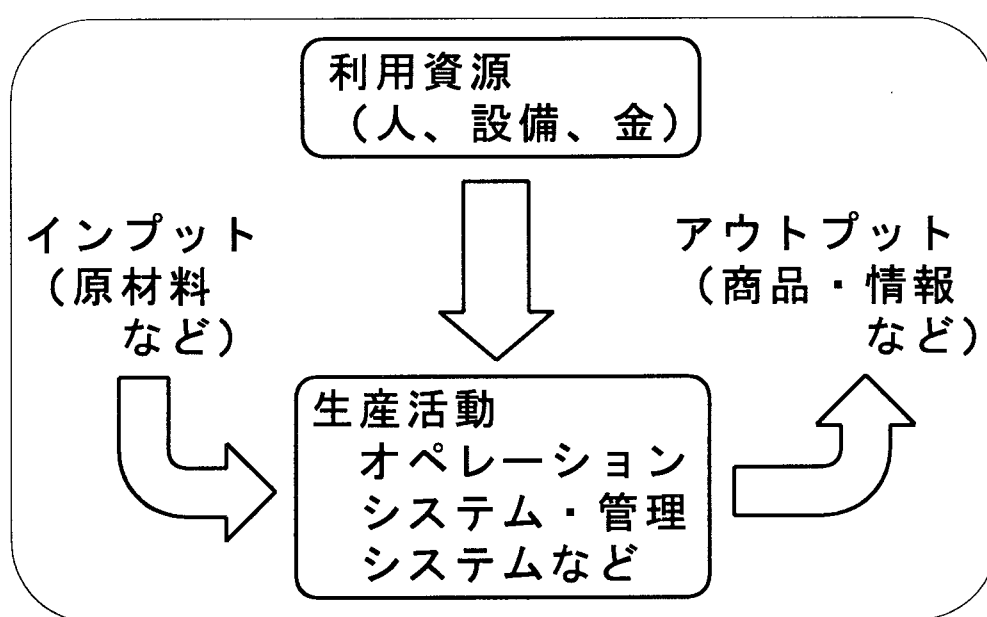 利用資源
(人、設備、金)
インプット
(原材料
など)
アウトプット
(商品・情報
など)
生産活動
オペレーション
システム・管理
システムなど